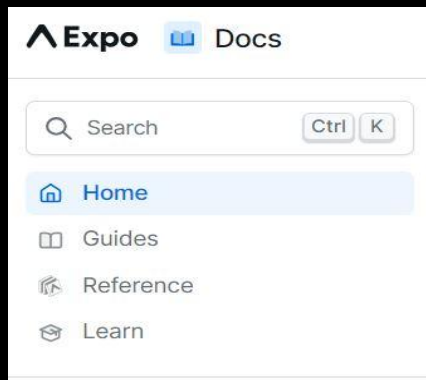 Expo Docs
Search Ctrl K
Home
Guides
Reference
Learn